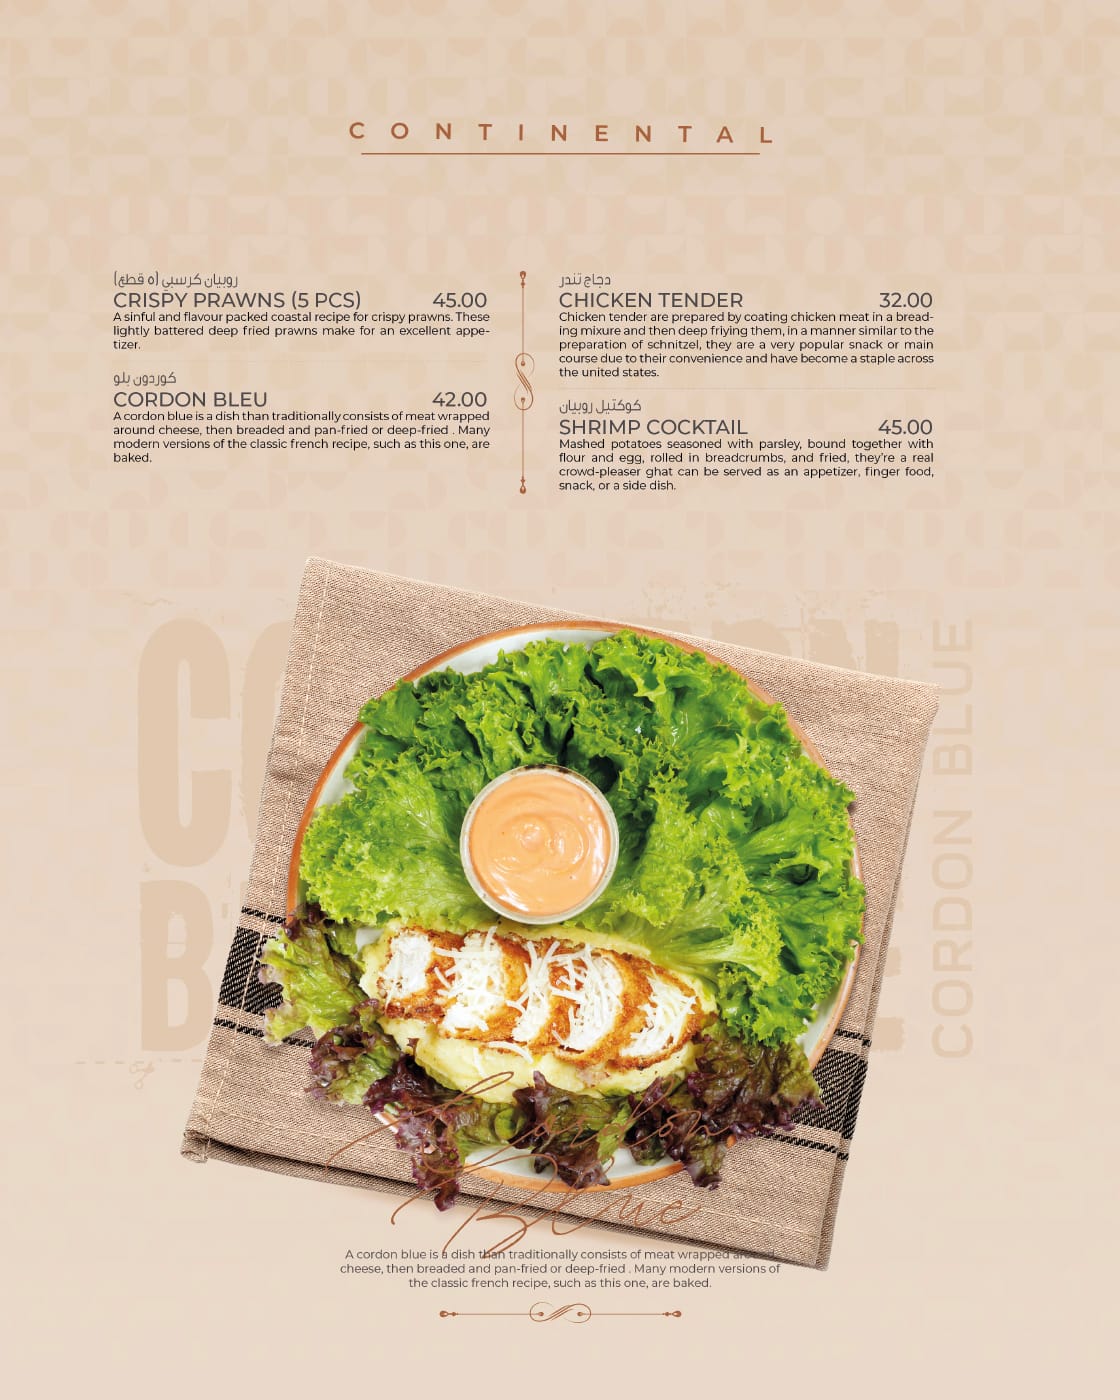 CONTINENTAL
روبيان كرسبي (٥ قطع)
CRISPY PRAWNS (5 PCS) 45.00
A sinful and flavour packed coastal recipe for crispy prawns. These
lightly battered deep fried prawns make for an excellent appe-
tizer.
كوردون بلو
CORDON BLEU 42.00
A cordon blue is a dish than traditionally consists of meat wrapped
around cheese, then breaded and pan-fried or deep-fried . Many
modern versions of the classic french recipe, such as this one, are
baked.
دجاج تندر
CHICKEN TENDER 32.00
Chicken tender are prepared by coating chicken meat in a bread-
ing mixure and then deep friying them, in a manner similar to the
preparation of schnitzel, they are a very popular snack or main
course due to their convenience and have become a staple across
the united states.
كوكتيل روبيان
SHRIMP COCKTAIL 45.00
Mashed potatoes seasoned with parsley, bound together with
flour and egg, rolled in breadcrumbs, and fried, they're a real
crowd-pleaser ghat can be served as an appetizer, finger food,
snack, or a side dish.
CORDON BLUE
Cordon
Blue
A cordon blue is a dish than traditionally consists of meat wrapped around
cheese, then breaded and pan-fried or deep-fried . Many modern versions of
the classic french recipe, such as this one, are baked.